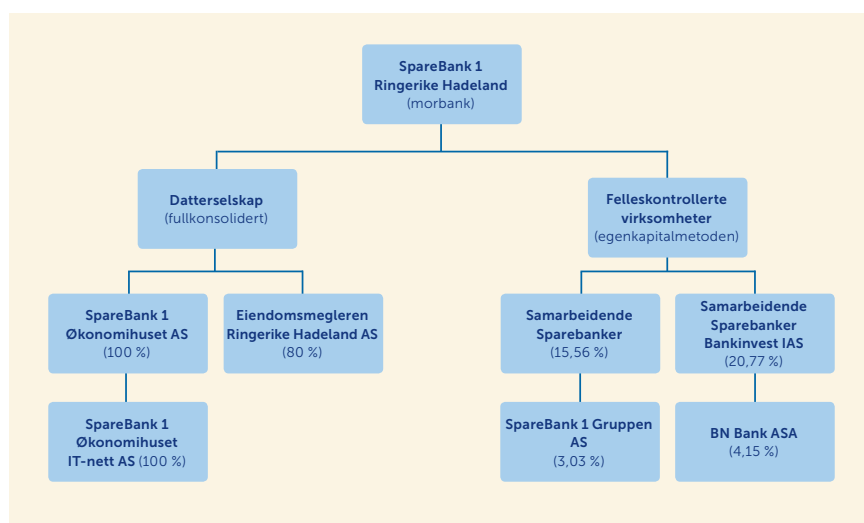 SpareBank 1
Ringerike Hadeland
(morbank)
Datterselskap
(fullkonsolidert)
Felleskontrollerte
virksomheter
(egenkapitalmetoden)
SpareBank 1
Økonomihuset AS
(100 %)
Eiendomsmegleren
Ringerike Hadeland AS
(80 %)
Samarbeidende
Sparebanker
(15,56 %)
Samarbeidende
Sparebanker
Bankinvest IAS
(20,77 %)
SpareBank 1
Økonomihuset
IT-nett AS (100 %)
SpareBank 1 Gruppen
AS
(3,03 %)
BN Bank ASA
(4,15 %)